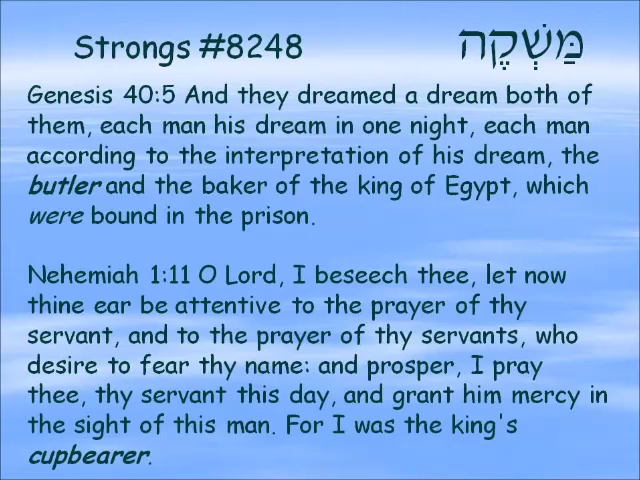 Strongs #8248 מַּשְׁקֶה
Genesis 40:5 And they dreamed a dream both of
them, each man his dream in one night, each man
according to the interpretation of his dream, the
butler and the baker of the king of Egypt, which
were bound in the prison.
Nehemiah 1:11 O Lord, I beseech thee, let now
thine ear be attentive to the prayer of thy
servant, and to the prayer of thy servants, who
desire to fear thy name: and prosper, I pray
thee, thy servant this day, and grant him mercy in
the sight of this man. For I was the king's
cupbearer.